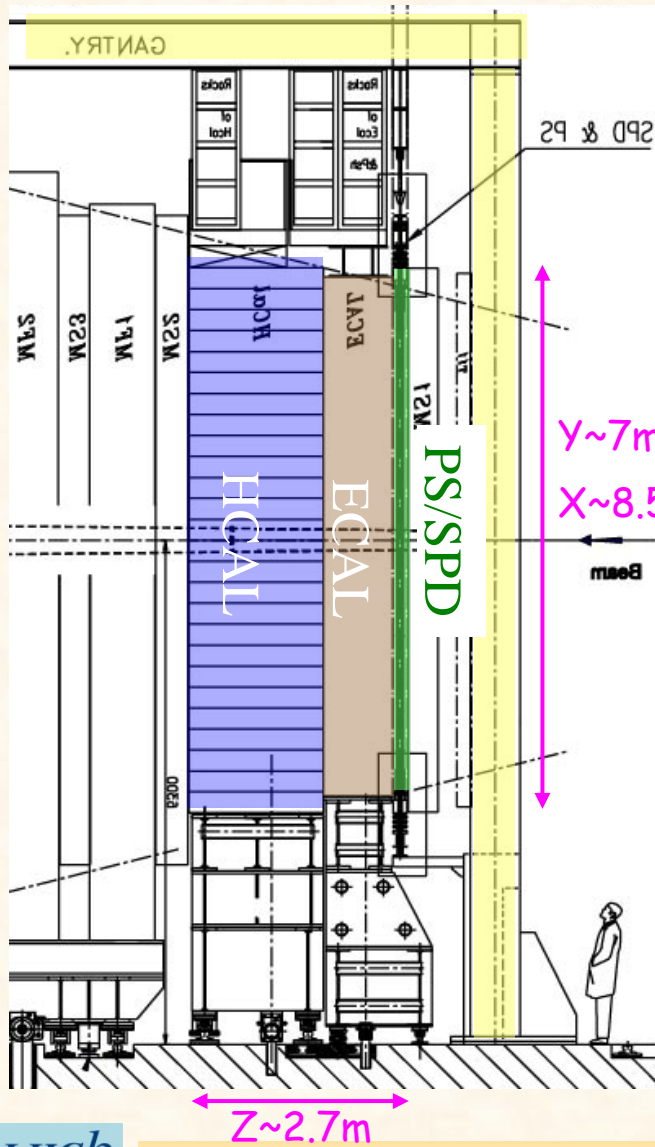 GANTRY.
Racks
of
Hcal
Racks
of
Ecal
&Psh
SPD & PS
MF2
MS3
MF1
MS2
HCal
ECAL
MS1
Y~7m
X~8.5
HCAL
ECAL
PS/SPD
Beam
Z~2.7m